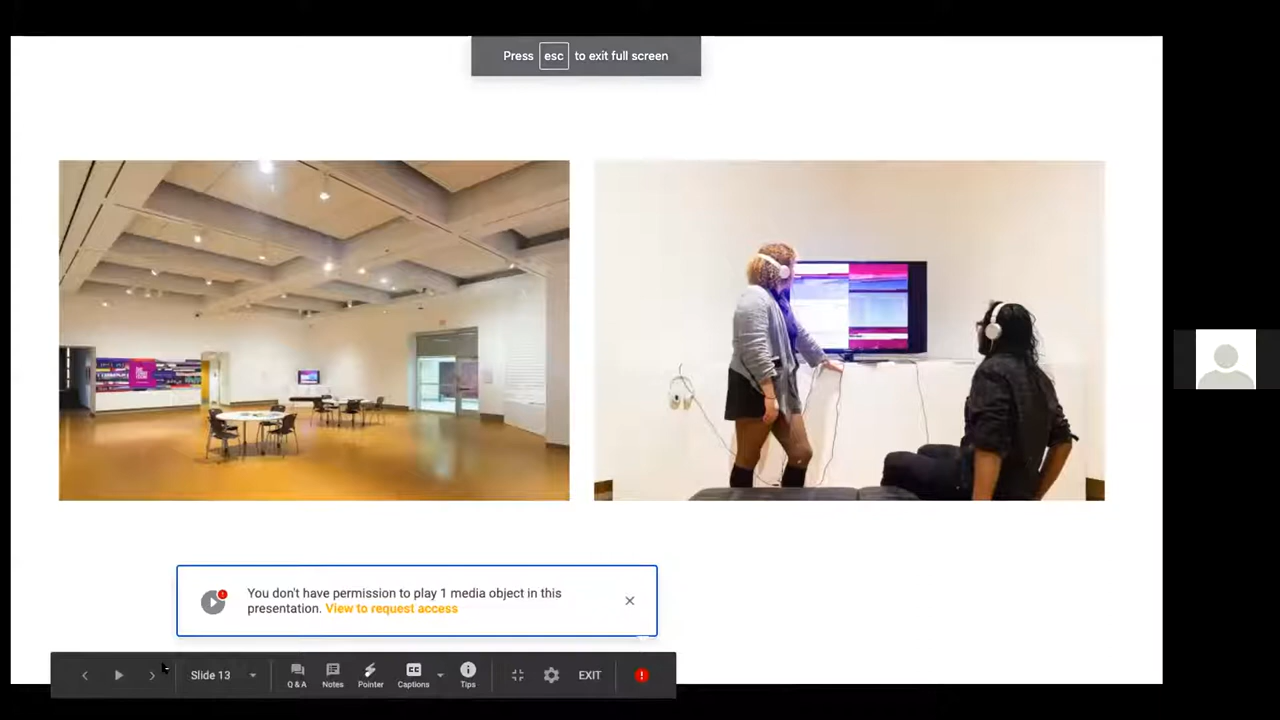 Press esc to exit full screen
You don't have permission to play 1 media object in this
presentation. View to request access
Slide 13
Q & A
Notes
Pointer
Captions
Tips
EXIT